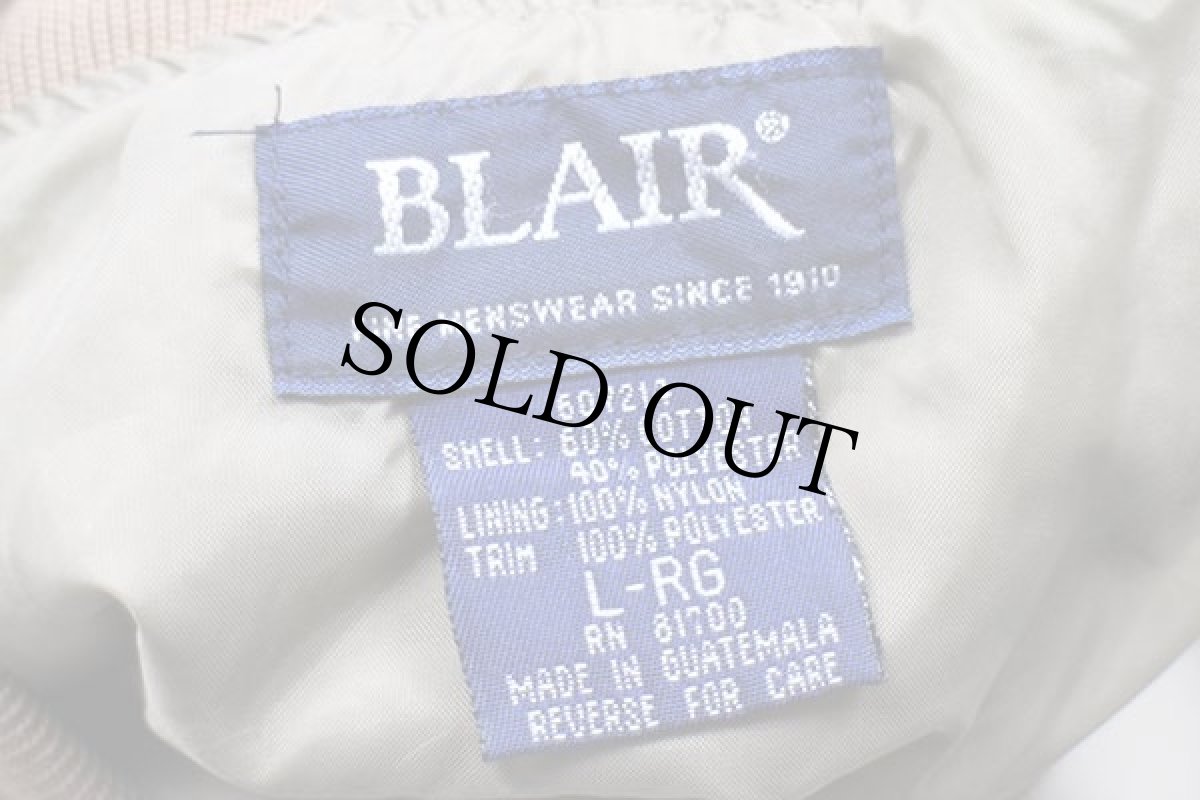 BLAIR®
FINE MENSWEAR SINCE 1910
SOLD OUT
SHELL: 60% COTTON
40% POLYESTER
LINING: 100% NYLON
TRIM 100% POLYESTER
L-RG
RN 81700
MADE IN GUATEMALA
REVERSE FOR CARE